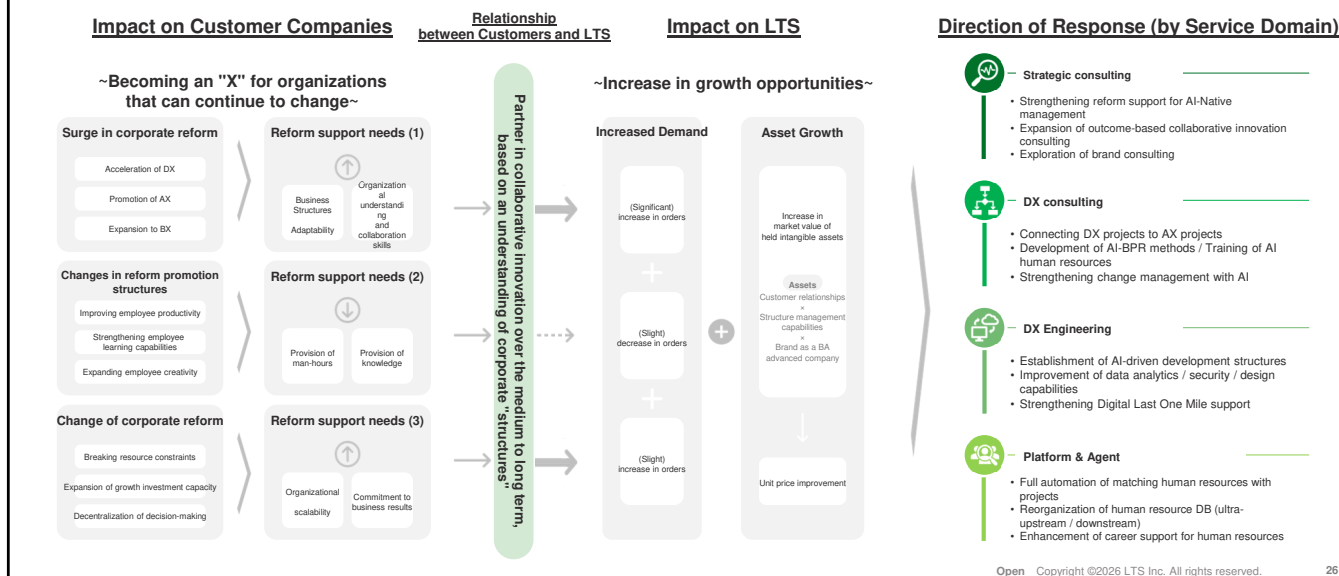 Impact on Customer Companies
Relationship
between Customers and LTS
Impact on LTS
Direction of Response (by Service Domain)
~Becoming an "X" for organizations
that can continue to change~
Surge in corporate reform
Acceleration of DX
Promotion of AX
Expansion to BX
Reform support needs (1)
Business
Structures
Adaptability
Organization
al
understandi
ng
and
collaboration
skills
Changes in reform promotion
structures
Improving employee productivity
Strengthening employee
learning capabilities
Expanding employee creativity
Reform support needs (2)
Provision of
man-hours
Provision of
knowledge
Change of corporate reform
Breaking resource constraints
Expansion of growth investment capacity
Decentralization of decision-making
Reform support needs (3)
Organizational
scalability
Commitment to
business results
Partner in collaborative innovation over the medium to long term,
based on an understanding of corporate "structures"
~Increase in growth opportunities~
Increased Demand
(Significant)
increase in orders
(Slight)
decrease in orders
(Slight)
increase in orders
Asset Growth
Increase in
market value of
held intangible assets
Assets
Customer relationships
×
Structure management
capabilities
×
Brand as a BA
advanced company
Unit price improvement
Strategic consulting
• Strengthening reform support for AI-Native
management
• Expansion of outcome-based collaborative innovation
consulting
• Exploration of brand consulting
DX consulting
• Connecting DX projects to AX projects
• Development of AI-BPR methods / Training of AI
human resources
• Strengthening change management with AI
DX Engineering
• Establishment of AI-driven development structures
• Improvement of data analytics / security / design
capabilities
• Strengthening Digital Last One Mile support
Platform & Agent
• Full automation of matching human resources with
projects
• Reorganization of human resource DB (ultra-
upstream / downstream)
• Enhancement of career support for human resources
Open Copyright ©2026 LTS Inc. All rights reserved. 26